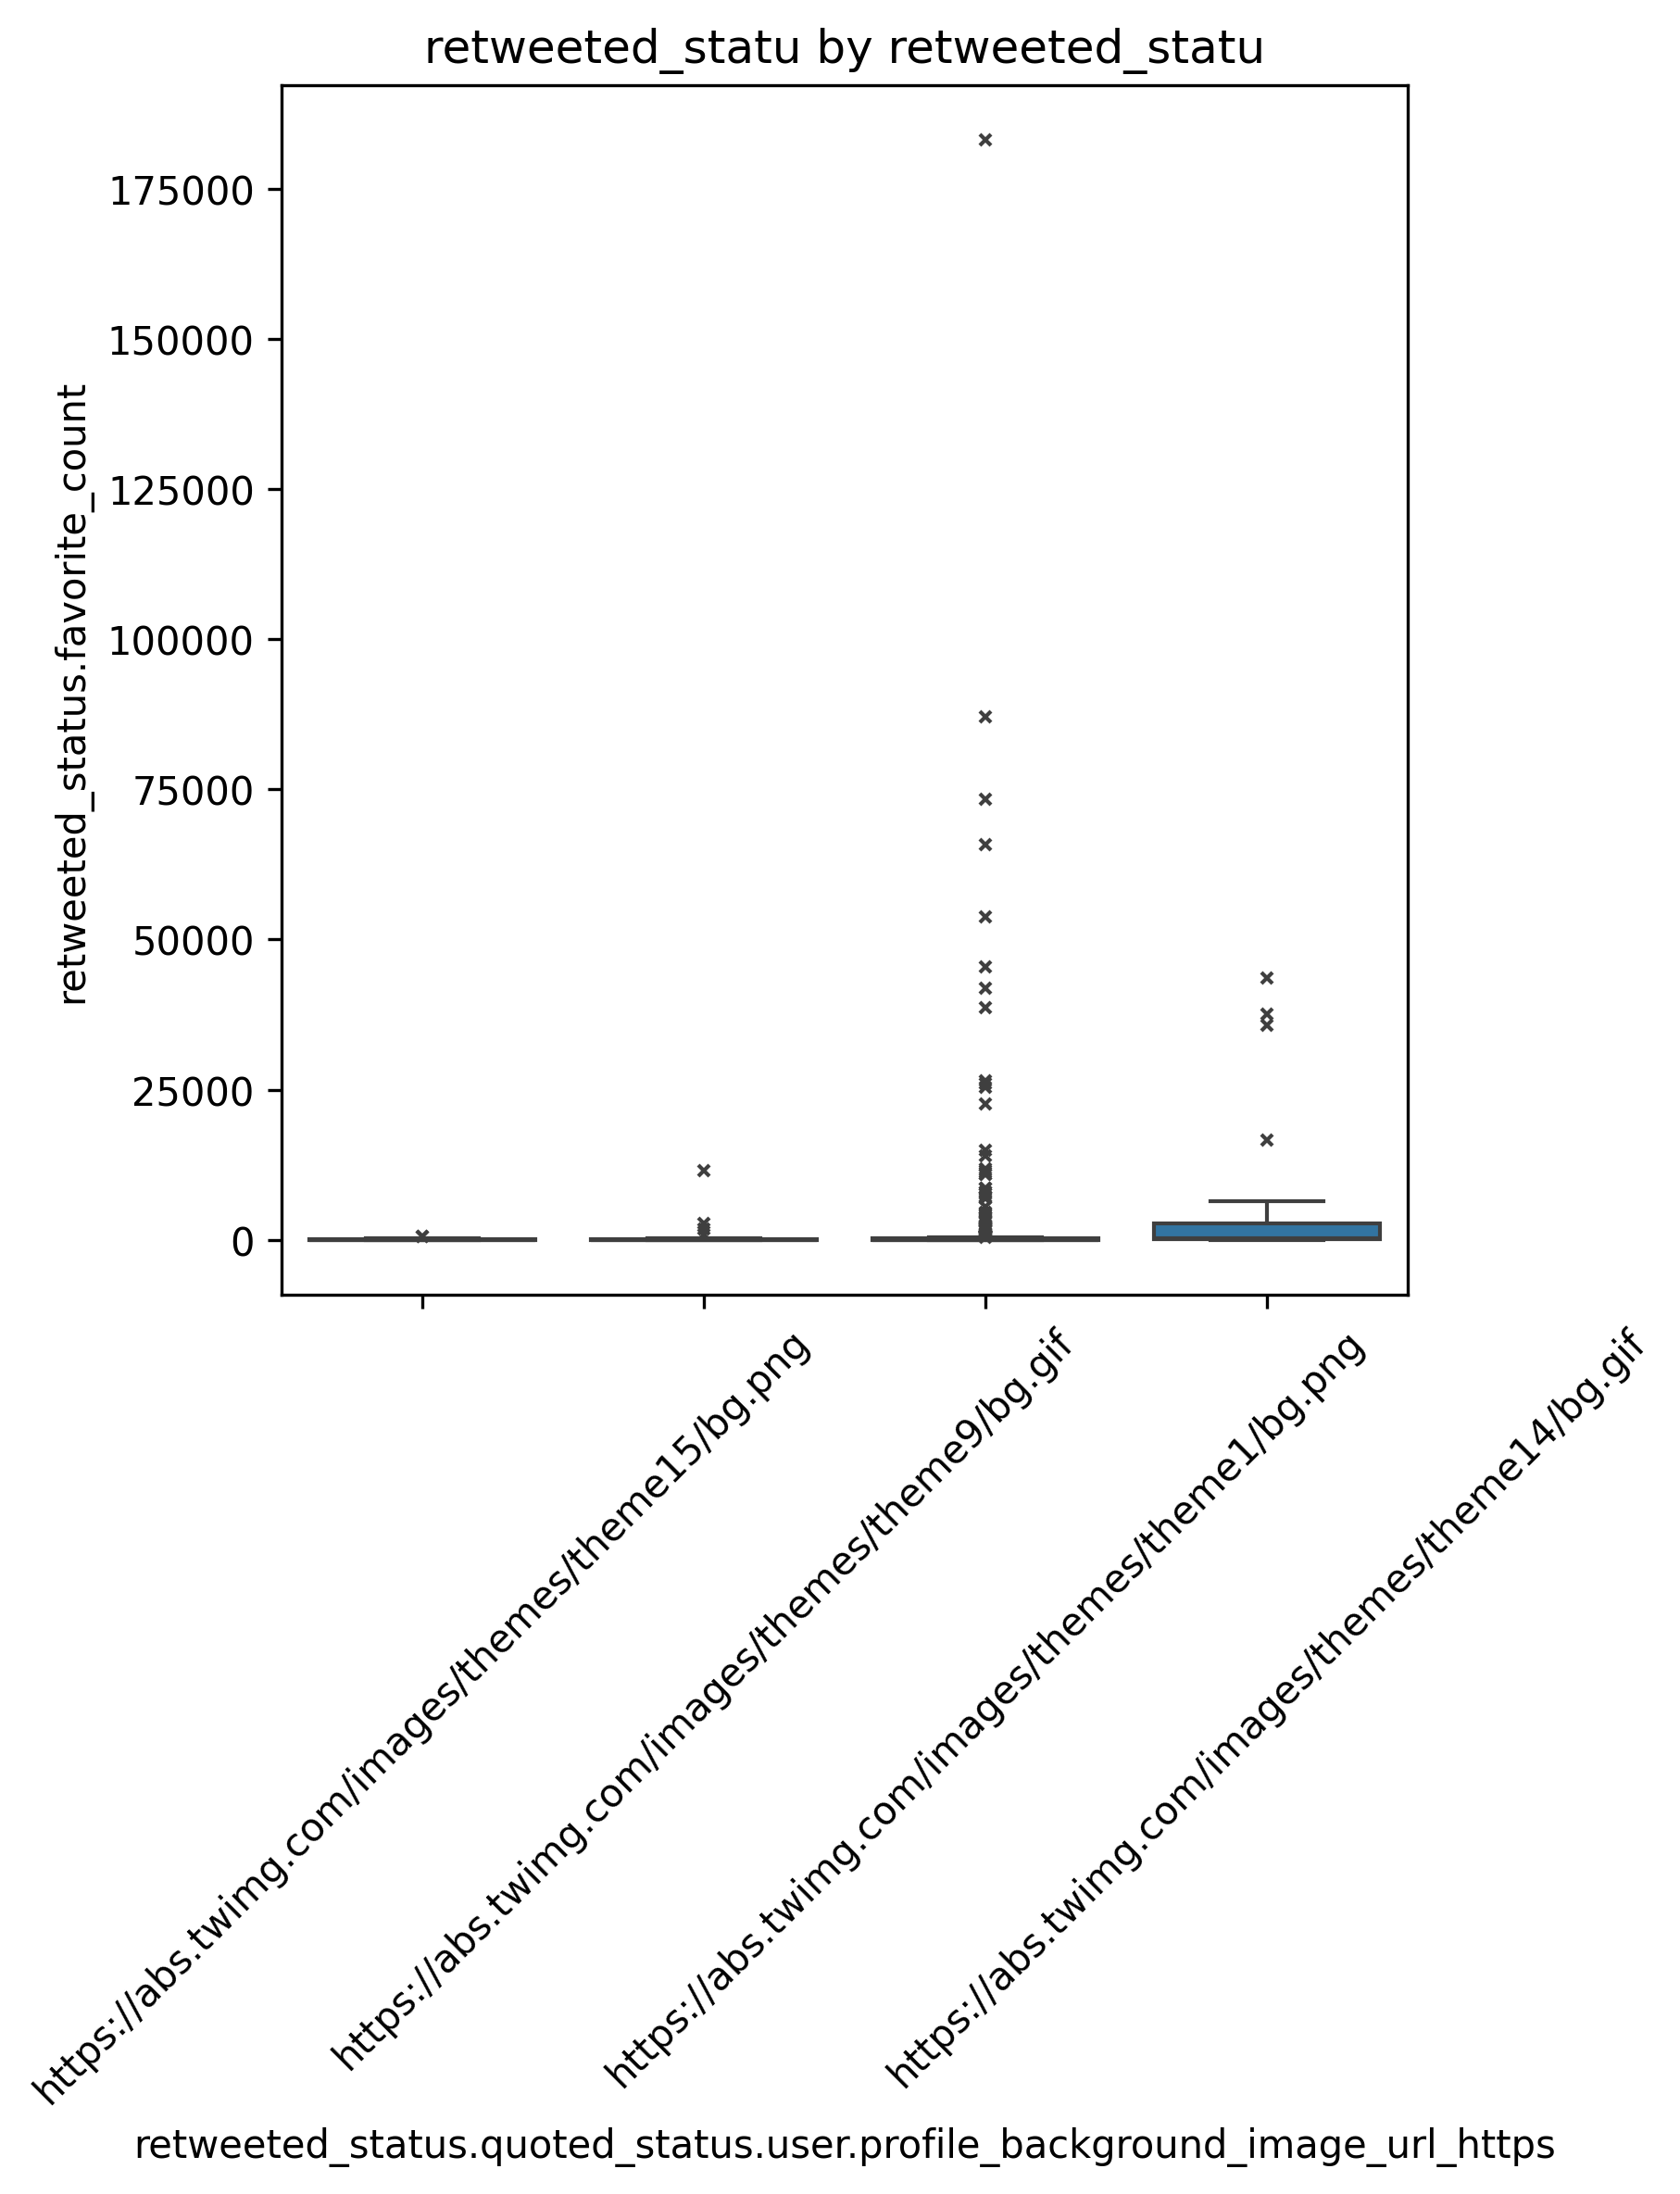 retweeted_statu by retweeted_statu
retweeted_status.favorite_count
175000
150000
125000
100000
75000
50000
25000
0
https://abs.twimg.com/images/themes/theme15/bg.png
https://abs.twimg.com/images/themes/theme9/bg.gif
https://abs.twimg.com/images/themes/theme1/bg.png
https://abs.twimg.com/images/themes/theme14/bg.gif
retweeted_status.quoted_status.user.profile_background_image_url_https